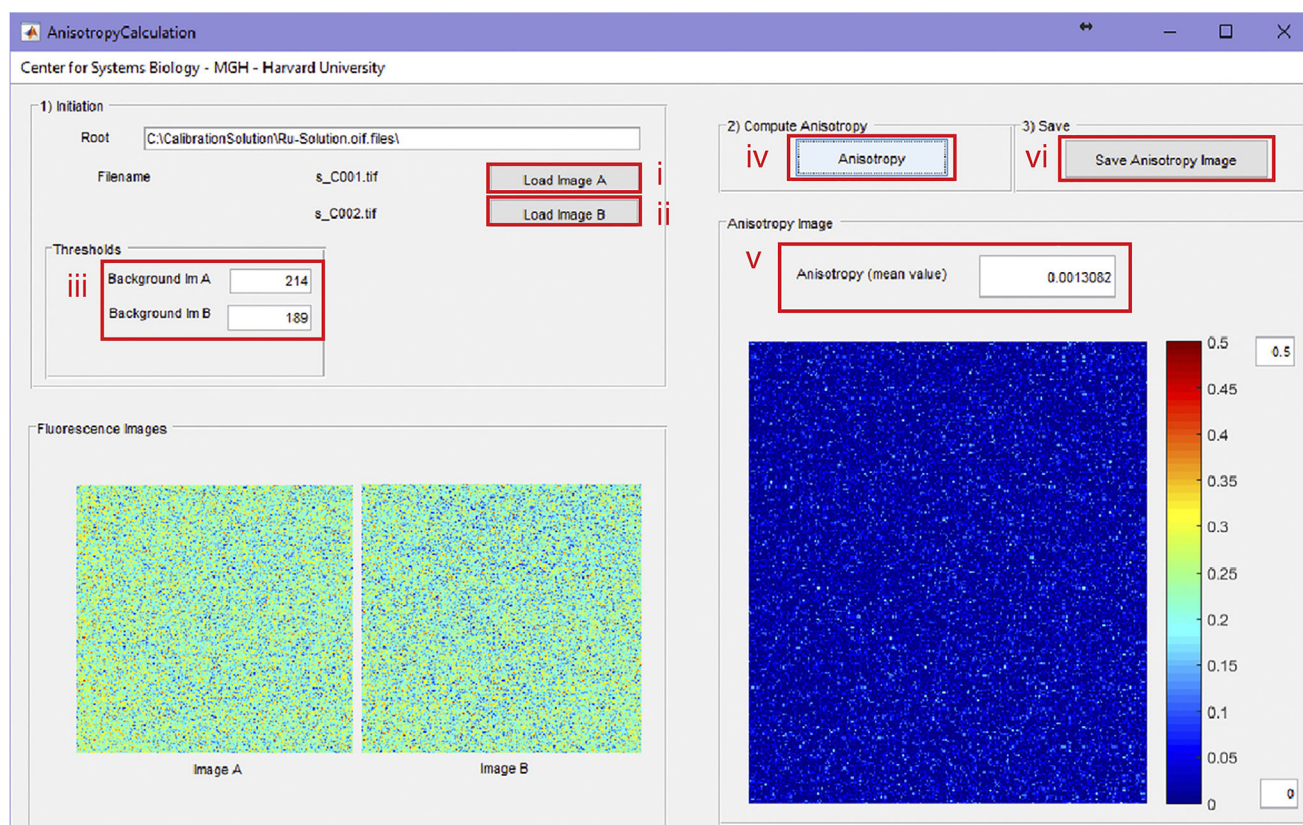 AnisotropyCalculation
Center for Systems Biology - MGH - Harvard University
1) Initiation
Root C:\CalibrationSolution\Ru-Solution.oif.files\
Filename s_C001.tif Load Image A i
s_C002.tif Load Image B ii
Thresholds
iii Background Im A 214
Background Im B 189
Fluorescence Images
Image A Image B
2) Compute Anisotropy
iv Anisotropy
3) Save
vi Save Anisotropy Image
Anisotropy Image
v Anisotropy (mean value) 0.0013082
0.5 0.5
0.45
0.4
0.35
0.3
0.25
0.2
0.15
0.1
0.05
0 0